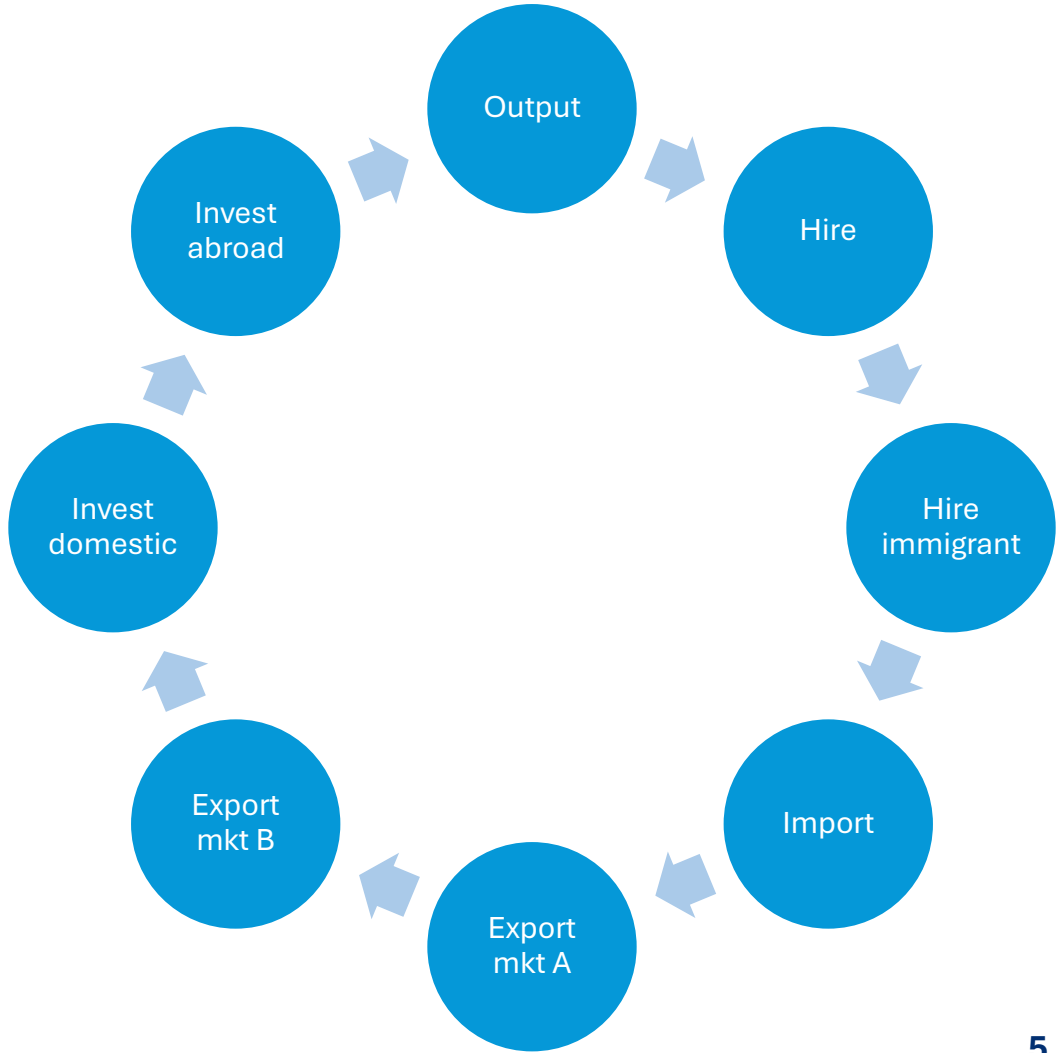 Output
Hire
Hire
immigrant
Import
Export
mkt A
Export
mkt B
Invest
domestic
Invest
abroad
5